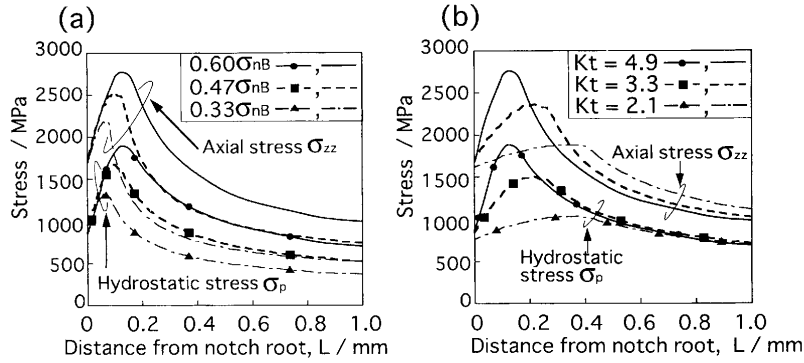 (a)
3000
2500
2000
1500
1000
500
0
Stress / MPa
0.60σnB
0.47σnB
0.33σnB
Axial stress σzz
Hydrostatic stress σp
0 0.2 0.4 0.6 0.8 1.0
Distance from notch root, L / mm
(b)
3000
2500
2000
1500
1000
500
0
Stress / MPa
Kt = 4.9
Kt = 3.3
Kt = 2.1
Axial stress σzz
Hydrostatic
stress σp
0 0.2 0.4 0.6 0.8 1.0
Distance from notch root, L / mm